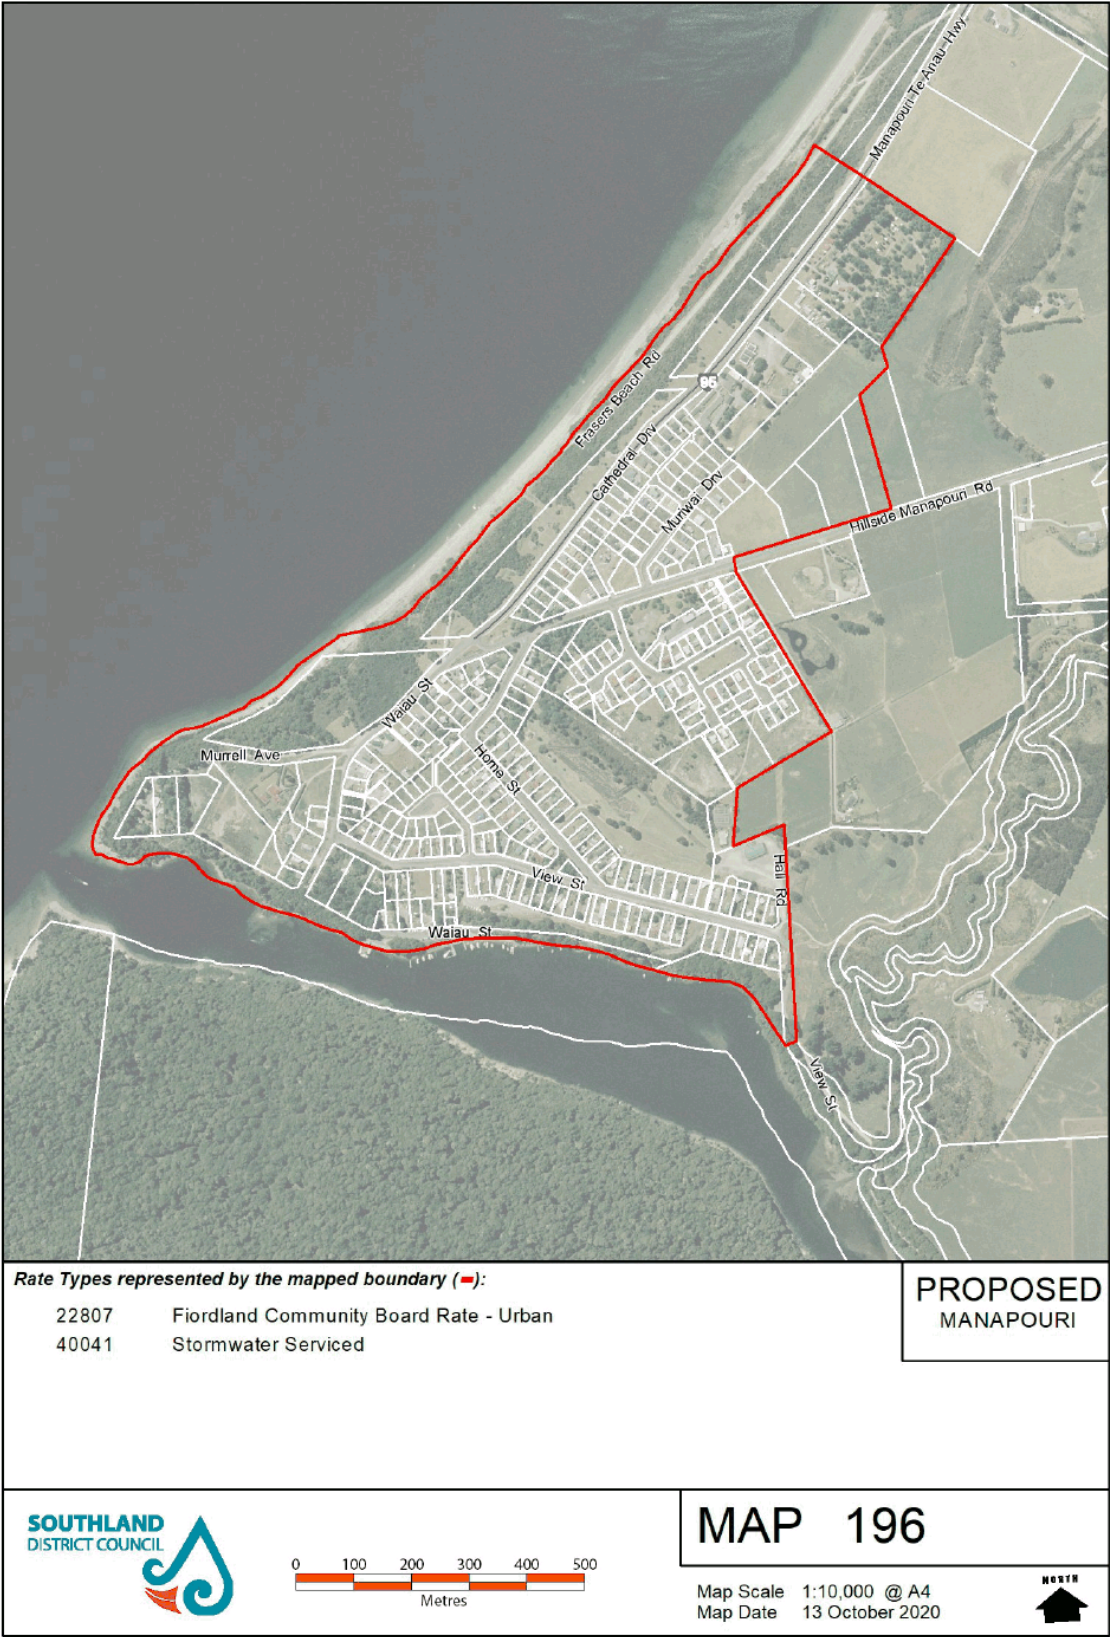 Manapouri Te Anau Hwy
95
Frasers Beach Rd
Cathedral Drv
Muriwai Drv
Hillside Manapouri Rd
Waiau St
Murrell Ave
Home St
View St
Hall Rd
Waiau St
View St
Rate Types represented by the mapped boundary (▬):
22807 Fiordland Community Board Rate - Urban
40041 Stormwater Serviced
PROPOSED
MANAPOURI
SOUTHLAND
DISTRICT COUNCIL
0 100 200 300 400 500
Metres
MAP 196
Map Scale 1:10,000 @ A4
Map Date 13 October 2020
NORTH